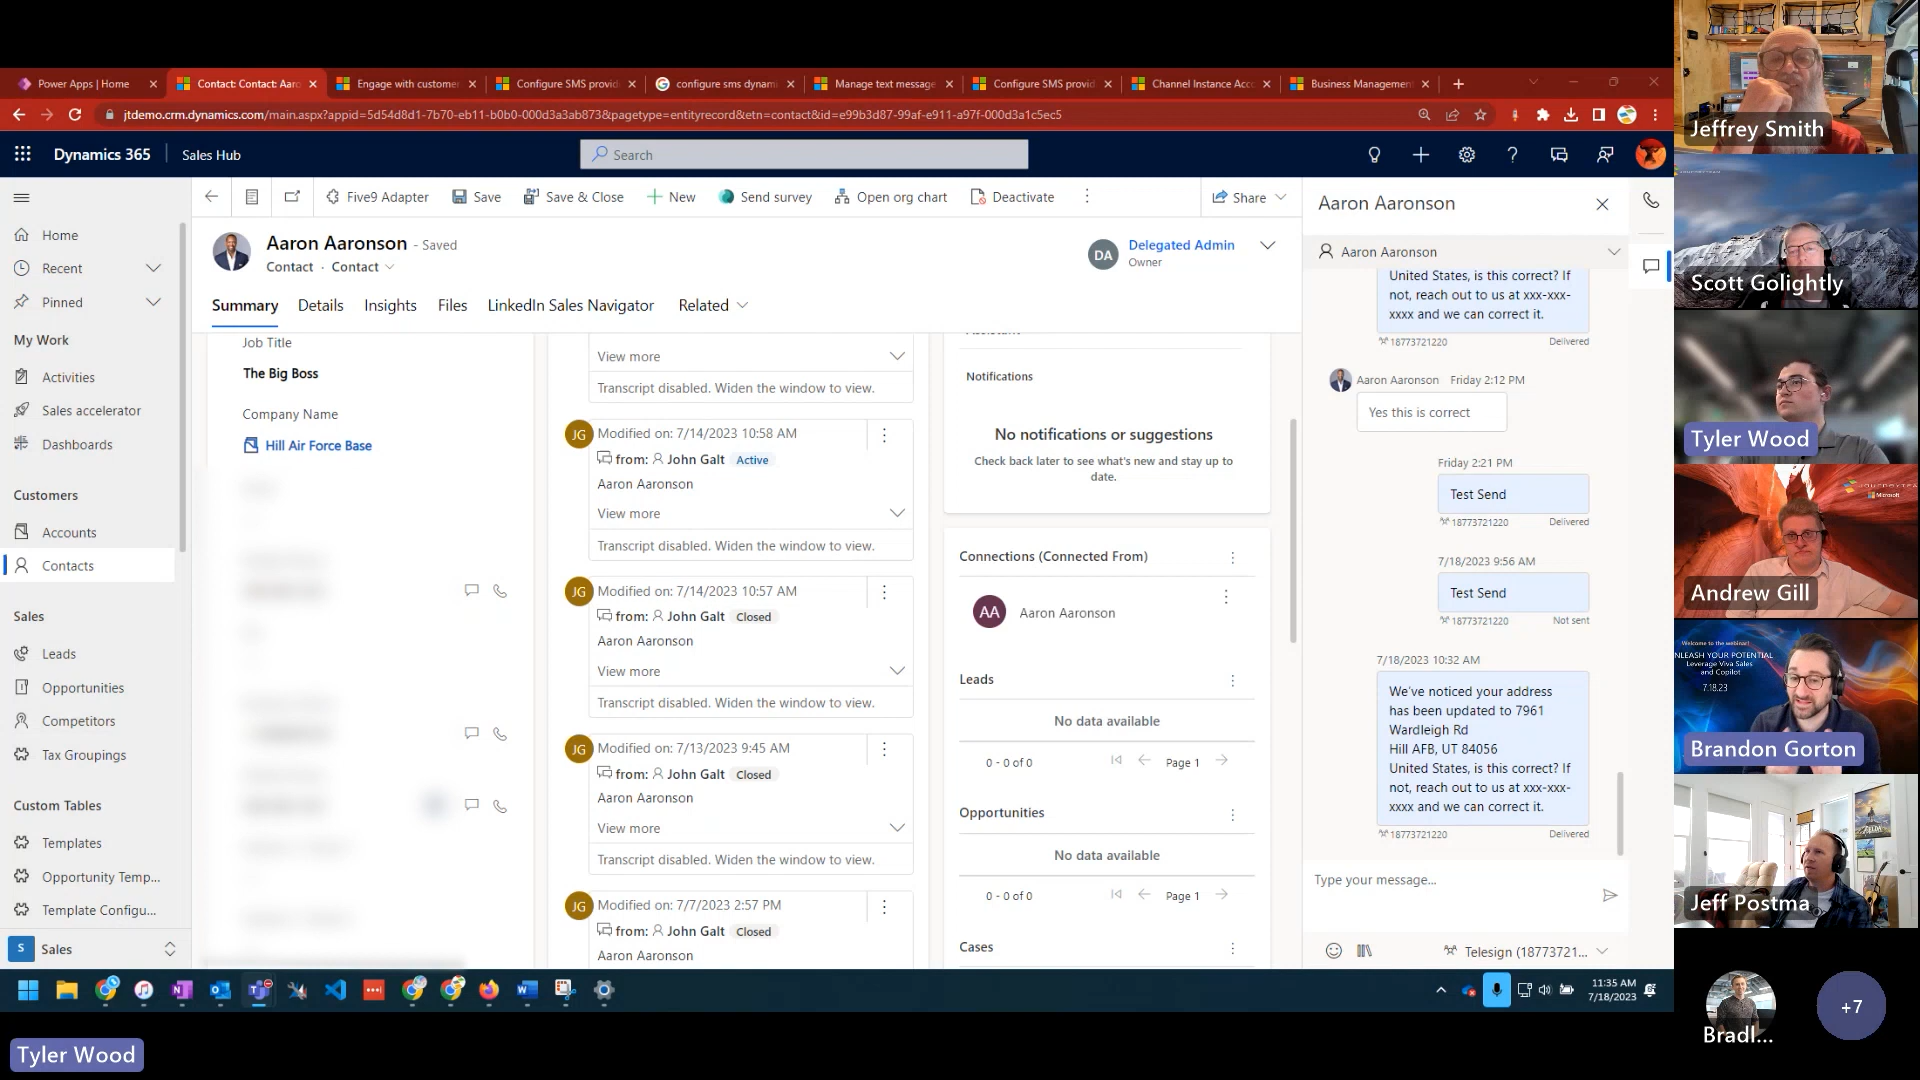 Power Apps | Home
Contact: Contact: Aaro
Engage with customer
Configure SMS provid
configure sms dynami
Manage text message
Configure SMS provid
Channel Instance Acco
Business Management
jtdemo.crm.dynamics.com/main.aspx?appid=5d54d8d1-7b70-eb11-b0b0-000d3a3ab873&pagetype=entityrecord&etn=contact&id=e99b3d87-99af-e911-a97f-000d3a1c5ec5
Dynamics 365
Sales Hub
Search
Five9 Adapter
Save
Save & Close
New
Send survey
Open org chart
Deactivate
Share
Home
Recent
Pinned
My Work
Activities
Sales accelerator
Dashboards
Customers
Accounts
Contacts
Sales
Leads
Opportunities
Competitors
Tax Groupings
Custom Tables
Templates
Opportunity Temp...
Template Configu...
S
Sales
Aaron Aaronson - Saved
Contact · Contact
DA
Delegated Admin
Owner
Summary
Details
Insights
Files
LinkedIn Sales Navigator
Related
Job Title
The Big Boss
Company Name
Hill Air Force Base
View more
Transcript disabled. Widen the window to view.
JG
Modified on: 7/14/2023 10:58 AM
from: John Galt Active
Aaron Aaronson
View more
Transcript disabled. Widen the window to view.
JG
Modified on: 7/14/2023 10:57 AM
from: John Galt Closed
Aaron Aaronson
View more
Transcript disabled. Widen the window to view.
JG
Modified on: 7/13/2023 9:45 AM
from: John Galt Closed
Aaron Aaronson
View more
Transcript disabled. Widen the window to view.
JG
Modified on: 7/7/2023 2:57 PM
from: John Galt Closed
Aaron Aaronson
Notifications
No notifications or suggestions
Check back later to see what's new and stay up to
date.
Connections (Connected From)
AA
Aaron Aaronson
Leads
No data available
0 - 0 of 0
Page 1
Opportunities
No data available
0 - 0 of 0
Page 1
Cases
Aaron Aaronson
Aaron Aaronson
United States, is this correct? If
not, reach out to us at xxx-xxx-
xxxx and we can correct it.
18773721220
Delivered
Aaron Aaronson Friday 2:12 PM
Yes this is correct
Friday 2:21 PM
Test Send
18773721220
Delivered
7/18/2023 9:56 AM
Test Send
18773721220
Not sent
7/18/2023 10:32 AM
We've noticed your address
has been updated to 7961
Wardleigh Rd
Hill AFB, UT 84056
United States, is this correct? If
not, reach out to us at xxx-xxx-
xxxx and we can correct it.
18773721220
Delivered
Type your message...
Telesign (18773721...
11:35 AM
7/18/2023
Jeffrey Smith
Scott Golightly
Tyler Wood
Microsoft
Andrew Gill
Welcome to the webinar!
NLEASH YOUR POTENTIAL
Leverage Viva Sales
and Copilot
7.18.23
Brandon Gorton
Jeff Postma
Bradl...
+7
Tyler Wood